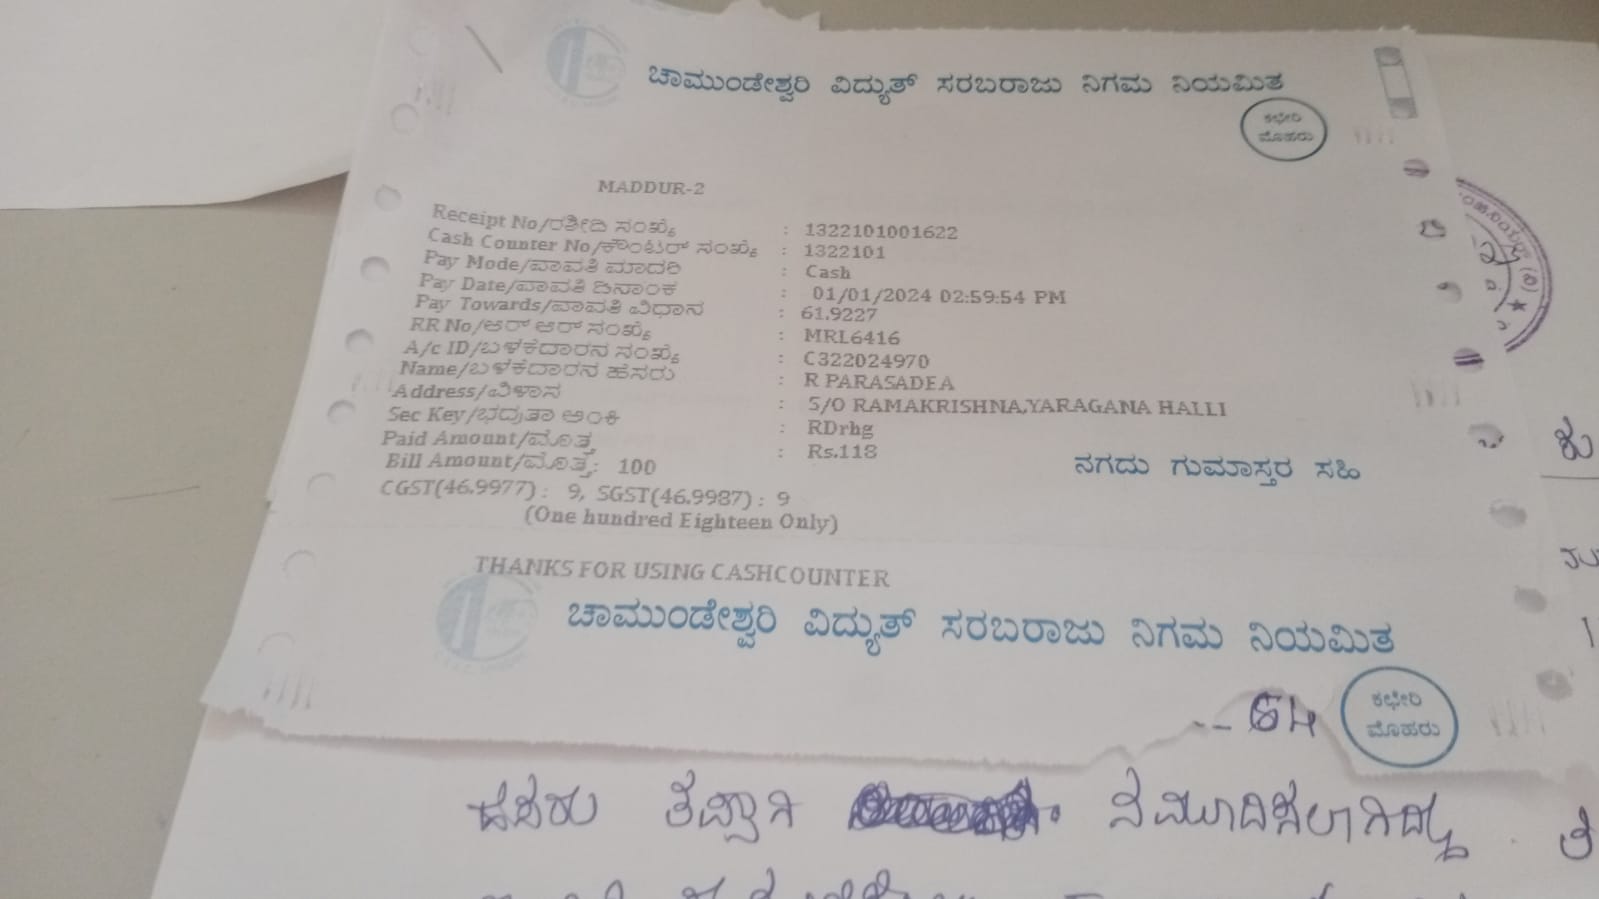 ಚಾಮುಂಡೇಶ್ವರಿ ವಿದ್ಯುತ್ ಸರಬರಾಜು ನಿಗಮ ನಿಯಮಿತ
ಕಛೇರಿ
ಮೊಹರು
MADDUR-2
Receipt No/ರಶೀದಿ ಸಂಖ್ಯೆ : 1322101001622
Cash Counter No/ಕೌಂಟರ್ ಸಂಖ್ಯೆ : 1322101
Pay Mode/ಪಾವತಿ ಮಾದರಿ : Cash
Pay Date/ಪಾವತಿ ದಿನಾಂಕ : 01/01/2024 02:59:54 PM
Pay Towards/ಪಾವತಿ ವಿಧಾನ : 61.9227
RR No/ಆರ್ ಆರ್ ಸಂಖ್ಯೆ : MRL6416
A/c ID/ಬಳಕೆದಾರನ ಸಂಖ್ಯೆ : C322024970
Name/ಬಳಕೆದಾರನ ಹೆಸರು : R PARASADEA
Address/ವಿಳಾಸ : S/O RAMAKRISHNA,YARAGANA HALLI
Sec Key/ಭದ್ರತಾ ಅಂಕಿ : RDrhg
Paid Amount/ಮೊತ್ತ : Rs.118
Bill Amount/ಮೊತ್ತ: 100
ನಗದು ಗುಮಾಸ್ತರ ಸಹಿ
CGST(46.9977) : 9, SGST(46.9987) : 9
(One hundred Eighteen Only)
THANKS FOR USING CASHCOUNTER
ಚಾಮುಂಡೇಶ್ವರಿ ವಿದ್ಯುತ್ ಸರಬರಾಜು ನಿಗಮ ನಿಯಮಿತ
ಕಛೇರಿ
ಮೊಹರು
ಹೆಸರು ತಪ್ಪಾಗಿ ನಮೂದಿಸಲಾಗಿದ್ದು